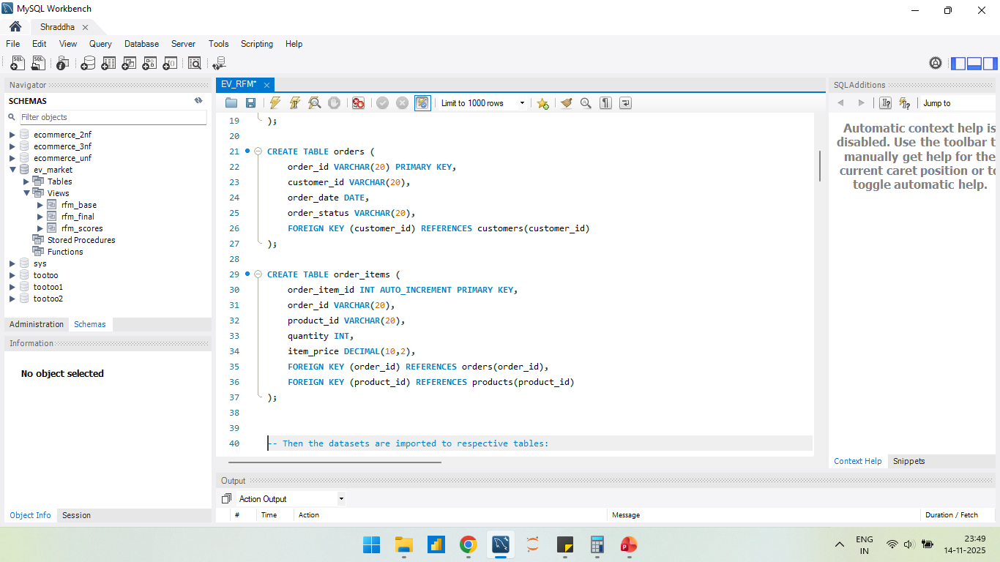 MySQL Workbench
Shraddha
File Edit View Query Database Server Tools Scripting Help
Navigator
SCHEMAS
Filter objects
ecommerce_2nf
ecommerce_3nf
ecommerce_unf
ev_market
Tables
Views
rfm_base
rfm_final
rfm_scores
Stored Procedures
Functions
sys
tootoo
tootoo1
tootoo2
Administration Schemas
Information
No object selected
Object Info Session
EV_RFM*
Limit to 1000 rows
19 );
20
21 CREATE TABLE orders (
22 order_id VARCHAR(20) PRIMARY KEY,
23 customer_id VARCHAR(20),
24 order_date DATE,
25 order_status VARCHAR(20),
26 FOREIGN KEY (customer_id) REFERENCES customers(customer_id)
27 );
28
29 CREATE TABLE order_items (
30 order_item_id INT AUTO_INCREMENT PRIMARY KEY,
31 order_id VARCHAR(20),
32 product_id VARCHAR(20),
33 quantity INT,
34 item_price DECIMAL(10,2),
35 FOREIGN KEY (order_id) REFERENCES orders(order_id),
36 FOREIGN KEY (product_id) REFERENCES products(product_id)
37 );
38
39
40 -- Then the datasets are imported to respective tables:
SQLAdditions
Jump to
Automatic context help is
disabled. Use the toolbar t
manually get help for the
current caret position or to
toggle automatic help.
Context Help Snippets
Output
Action Output
# Time Action Message Duration / Fetch
ENG
IN
23:49
14-11-2025